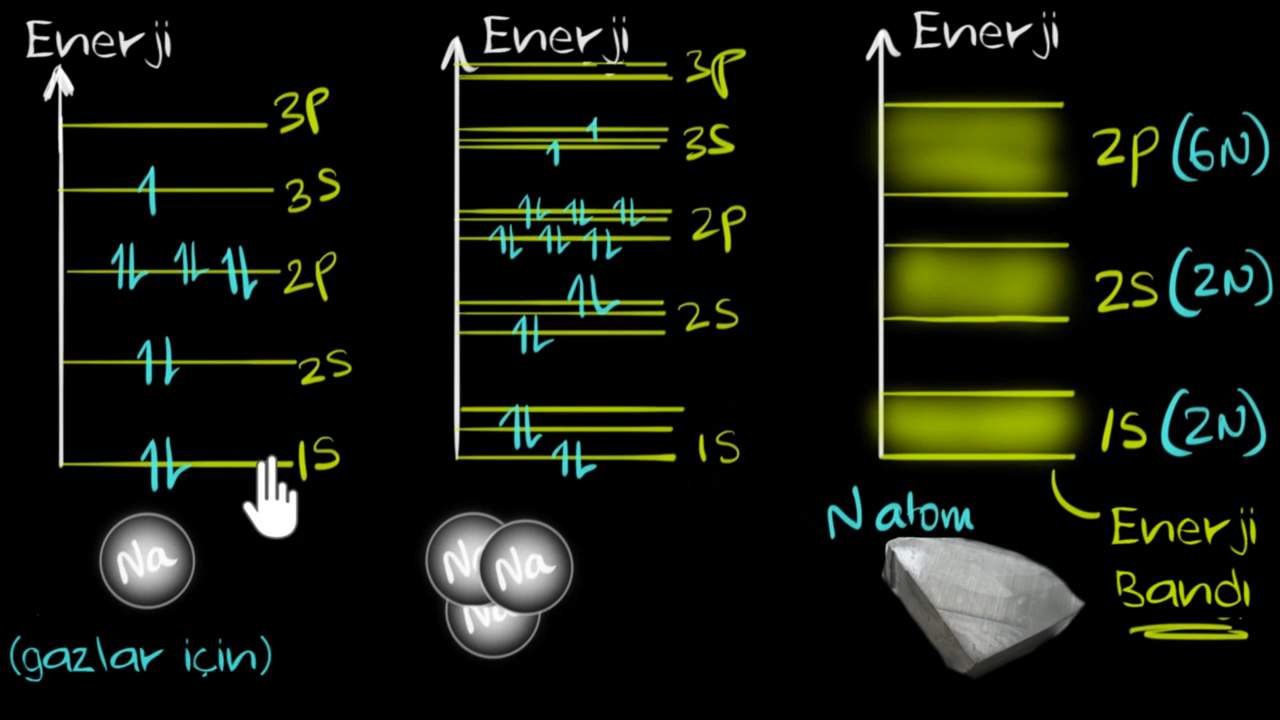 Enerji
3p
3s
2p
2s
1s
Na
(gazlar için)
Enerji
3p
3s
2p
2s
1s
Na
Na
Na
Enerji
2p (6N)
2s (2N)
1s (2N)
N atom
Enerji
Bandı